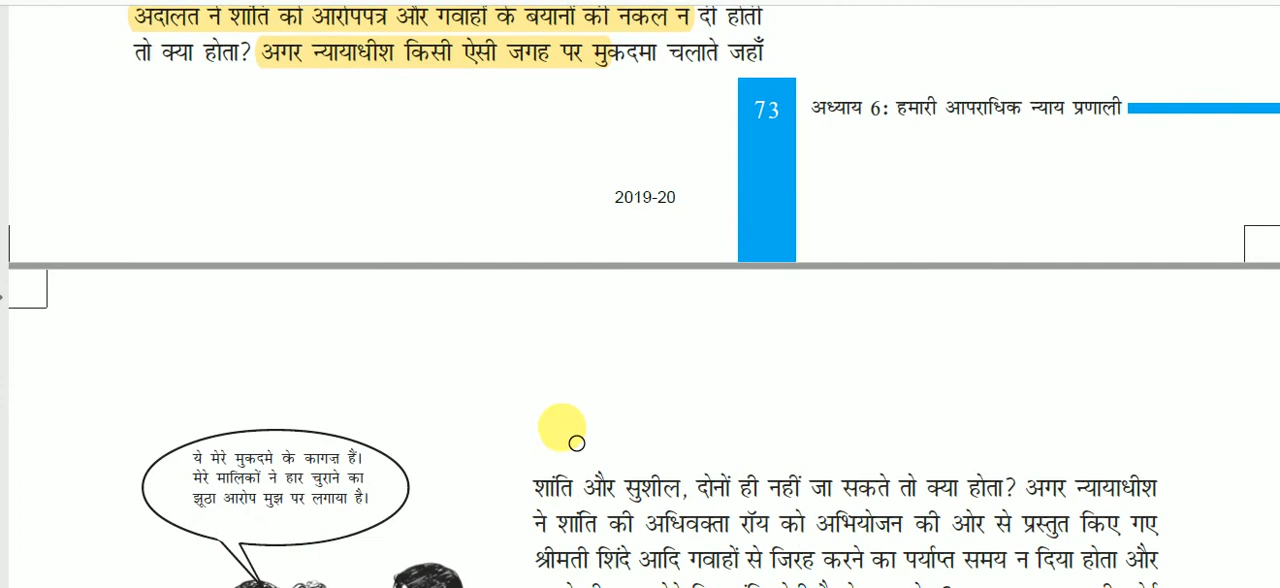 अदालत ने शांति को आरोपपत्र और गवाहों के बयानों की नकल न दी होती
तो क्या होता? अगर न्यायाधीश किसी ऐसी जगह पर मुकदमा चलाते जहाँ
73
अध्याय 6: हमारी आपराधिक न्याय प्रणाली
2019-20
ये मेरे मुकदमे के कागज़ हैं।
मेरे मालिकों ने हार चुराने का
झूठा आरोप मुझ पर लगाया है।
शांति और सुशील, दोनों ही नहीं जा सकते तो क्या होता? अगर न्यायाधीश
ने शांति की अधिवक्ता रॉय को अभियोजन की ओर से प्रस्तुत किए गए
श्रीमती शिंदे आदि गवाहों से जिरह करने का पर्याप्त समय न दिया होता और